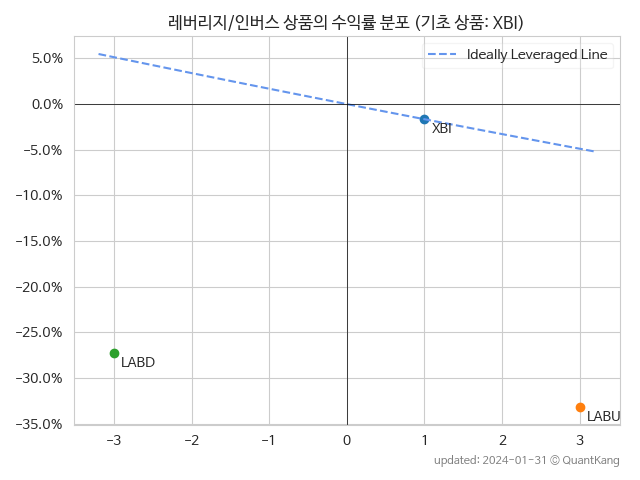 레버리지/인버스 상품의 수익률 분포 (기초 상품: XBI)
Ideally Leveraged Line
5.0%
0.0%
−5.0%
−10.0%
−15.0%
−20.0%
−25.0%
−30.0%
−35.0%
XBI
LABD
LABU
−3
−2
−1
0
1
2
3
updated: 2024-01-31 © QuantKang